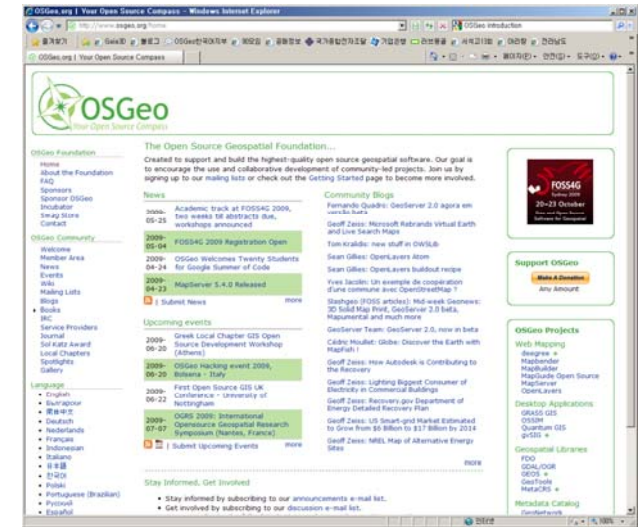 OSGeo.org | Your Open Source Compass - Windows Internet Explorer
http://www.osgeo.org/home
OSGeo introduction
OSGeo.org | Your Open Source Compass
OSGeo
Your Open Source Compass
OSGeo Foundation
Home
About the Foundation
FAQ
Sponsors
Sponsor OSGeo
Incubator
Swag Store
Contact
OSGeo Community
Welcome
Member Area
News
Events
Wiki
Mailing Lists
Blogs
Books
IRC
Service Providers
Journal
Sol Katz Award
Local Chapters
Spotlights
Gallery
Language
English
Български
Deutsch
Nederlands
Français
Indonesian
Italiano
日本語
한국어
Polski
Portuguese (Brazilian)
Русский
Español
The Open Source Geospatial Foundation...
Created to support and build the highest-quality open source geospatial software. Our goal is
to encourage the use and collaborative development of community-led projects. Join us by
signing up to our mailing lists or check out the Getting Started page to become more involved.
News
2009-05-25 Academic track at FOSS4G 2009,
two weeks till abstracts due,
workshops announced
2009-05-04 FOSS4G 2009 Registration Open
2009-04-24 OSGeo Welcomes Twenty Students
for Google Summer of Code
2009-04-23 MapServer 5.4.0 Released
| Submit News more
Upcoming events
2009-06-20 Greek Local Chapter GIS Open
Source Development Workshop
(Athens)
2009-06-20 OSGeo Hacking event 2009,
Bolsena - Italy
2009-06-22 First Open Source GIS UK
Conference - University of
Nottingham
2009-07-07 OGRS 2009: International
Opensource Geospatial Research
Symposium (Nantes, France)
| Submit Upcoming Events more
Community Blogs
Fernando Quadro: GeoServer 2.0 agora em
versão beta
Geoff Zeiss: Microsoft Rebrands Virtual Earth
and Live Search Maps
Tom Kralidis: new stuff in OWSLib
Sean Gillies: OpenLayers Atom
Sean Gillies: OpenLayers buildout recipe
Yves Jacolin: Un exemple de coopération
d'une commune avec OpenStreetMap ?
Slashgeo (FOSS articles): Mid-week Geonews:
3D Solid Map Print, GeoServer 2.0 beta,
Mapumental and much more
GeoServer Team: GeoServer 2.0, now in beta
Cédric Moullet: Globe: Discover the Earth with
MapFish !
Geoff Zeiss: How Autodesk is Contributing to
the Recovery
Geoff Zeiss: Lighting Biggest Consumer of
Electricity in Commercial Buildings
Geoff Zeiss: Recovery.gov Department of
Energy Detailed Recovery Plan
Geoff Zeiss: US Smart-grid Market Estimated
to Grow from $6 Billion to $17 Billion by 2014
Geoff Zeiss: NREL Map of Alternative Energy
Sites
more
Stay Informed, Get Involved
Stay informed by subscribing to our announcements e-mail list.
Get involved by subscribing to our discussion e-mail list.
FOSS4G
Sydney 2009
20-23 October
Support OSGeo
Make A Donation
Any Amount
OSGeo Projects
Web Mapping
deegree +
Mapbender
MapBuilder
MapGuide Open Source
MapServer
OpenLayers
Desktop Applications
GRASS GIS
OSSIM
Quantum GIS
gvSIG +
Geospatial Libraries
FDO
GDAL/OGR
GEOS +
GeoTools
MetaCRS +
Metadata Catalog
GeoNetwork
인터넷
100%